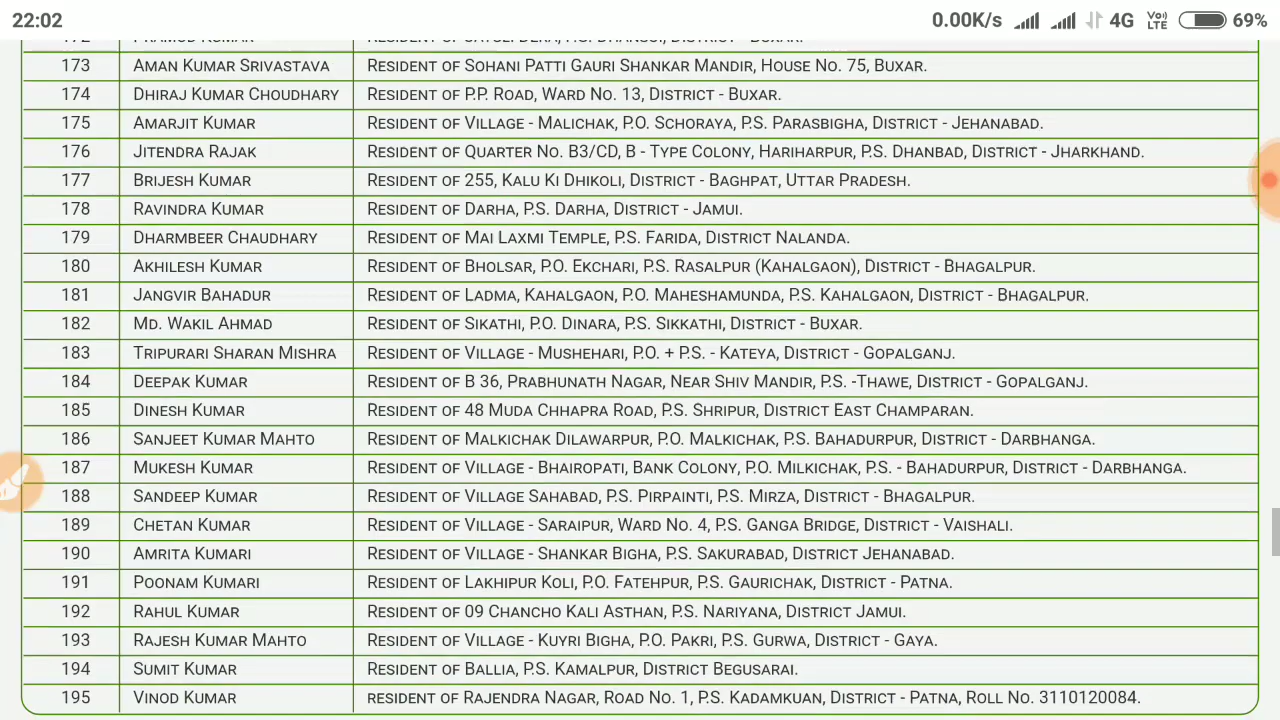 22:02 0.00K/s 4G VoLTE 69%
173 AMAN KUMAR SRIVASTAVA RESIDENT OF SOHANI PATTI GAURI SHANKAR MANDIR, HOUSE NO. 75, BUXAR.
174 DHIRAJ KUMAR CHOUDHARY RESIDENT OF P.P. ROAD, WARD NO. 13, DISTRICT - BUXAR.
175 AMARJIT KUMAR RESIDENT OF VILLAGE - MALICHAK, P.O. SCHORAYA, P.S. PARASBIGHA, DISTRICT - JEHANABAD.
176 JITENDRA RAJAK RESIDENT OF QUARTER NO. B3/CD, B - TYPE COLONY, HARIHARPUR, P.S. DHANBAD, DISTRICT - JHARKHAND.
177 BRIJESH KUMAR RESIDENT OF 255, KALU KI DHIKOLI, DISTRICT - BAGHPAT, UTTAR PRADESH.
178 RAVINDRA KUMAR RESIDENT OF DARHA, P.S. DARHA, DISTRICT - JAMUI.
179 DHARMBEER CHAUDHARY RESIDENT OF MAI LAXMI TEMPLE, P.S. FARIDA, DISTRICT NALANDA.
180 AKHILESH KUMAR RESIDENT OF BHOLSAR, P.O. EKCHARI, P.S. RASALPUR (KAHALGAON), DISTRICT - BHAGALPUR.
181 JANGVIR BAHADUR RESIDENT OF LADMA, KAHALGAON, P.O. MAHESHAMUNDA, P.S. KAHALGAON, DISTRICT - BHAGALPUR.
182 MD. WAKIL AHMAD RESIDENT OF SIKATHI, P.O. DINARA, P.S. SIKKATHI, DISTRICT - BUXAR.
183 TRIPURARI SHARAN MISHRA RESIDENT OF VILLAGE - MUSHEHARI, P.O. + P.S. - KATEYA, DISTRICT - GOPALGANJ.
184 DEEPAK KUMAR RESIDENT OF B 36, PRABHUNATH NAGAR, NEAR SHIV MANDIR, P.S. -THAWE, DISTRICT - GOPALGANJ.
185 DINESH KUMAR RESIDENT OF 48 MUDA CHHAPRA ROAD, P.S. SHRIPUR, DISTRICT EAST CHAMPARAN.
186 SANJEET KUMAR MAHTO RESIDENT OF MALKICHAK DILAWARPUR, P.O. MALKICHAK, P.S. BAHADURPUR, DISTRICT - DARBHANGA.
187 MUKESH KUMAR RESIDENT OF VILLAGE - BHAIROPATI, BANK COLONY, P.O. MILKICHAK, P.S. - BAHADURPUR, DISTRICT - DARBHANGA.
188 SANDEEP KUMAR RESIDENT OF VILLAGE SAHABAD, P.S. PIRPAINTI, P.S. MIRZA, DISTRICT - BHAGALPUR.
189 CHETAN KUMAR RESIDENT OF VILLAGE - SARAIPUR, WARD NO. 4, P.S. GANGA BRIDGE, DISTRICT - VAISHALI.
190 AMRITA KUMARI RESIDENT OF VILLAGE - SHANKAR BIGHA, P.S. SAKURABAD, DISTRICT JEHANABAD.
191 POONAM KUMARI RESIDENT OF LAKHIPUR KOLI, P.O. FATEHPUR, P.S. GAURICHAK, DISTRICT - PATNA.
192 RAHUL KUMAR RESIDENT OF 09 CHANCHO KALI ASTHAN, P.S. NARIYANA, DISTRICT JAMUI.
193 RAJESH KUMAR MAHTO RESIDENT OF VILLAGE - KUYRI BIGHA, P.O. PAKRI, P.S. GURWA, DISTRICT - GAYA.
194 SUMIT KUMAR RESIDENT OF BALLIA, P.S. KAMALPUR, DISTRICT BEGUSARAI.
195 VINOD KUMAR RESIDENT OF RAJENDRA NAGAR, ROAD NO. 1, P.S. KADAMKUAN, DISTRICT - PATNA, ROLL NO. 3110120084.